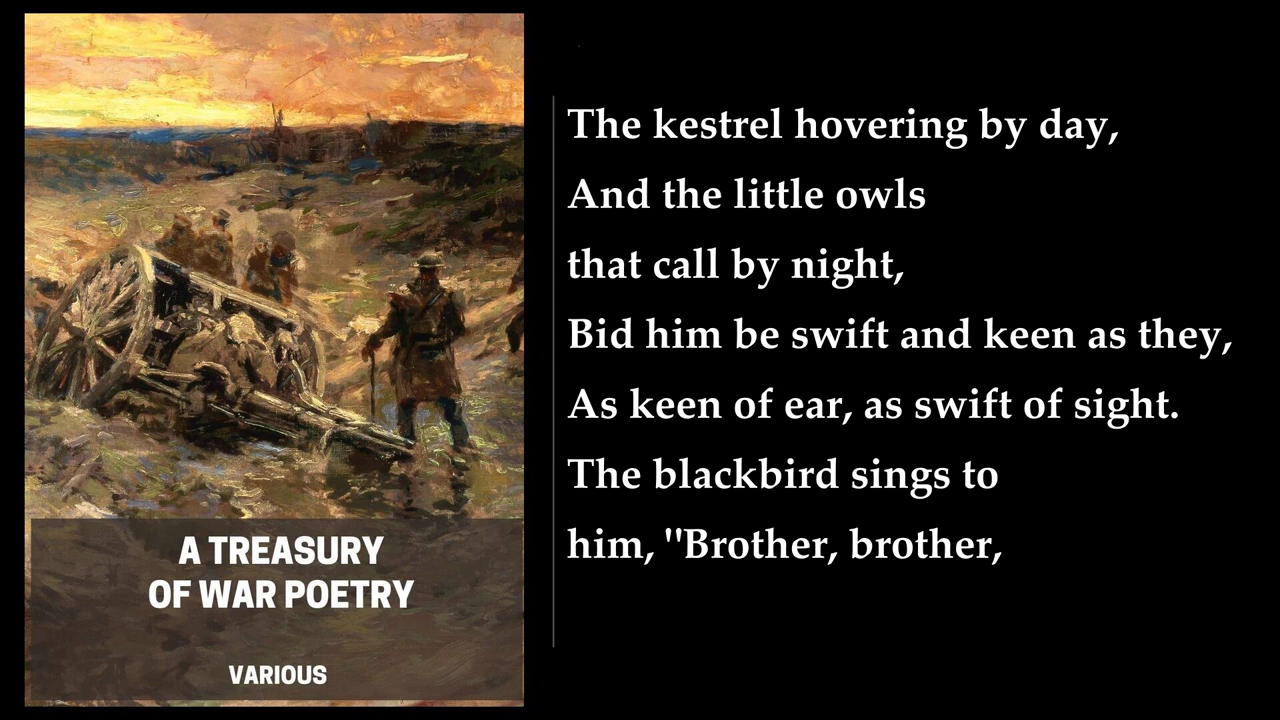 A TREASURY
OF WAR POETRY
VARIOUS
The kestrel hovering by day,
And the little owls
that call by night,
Bid him be swift and keen as they,
As keen of ear, as swift of sight.
The blackbird sings to
him, "Brother, brother,